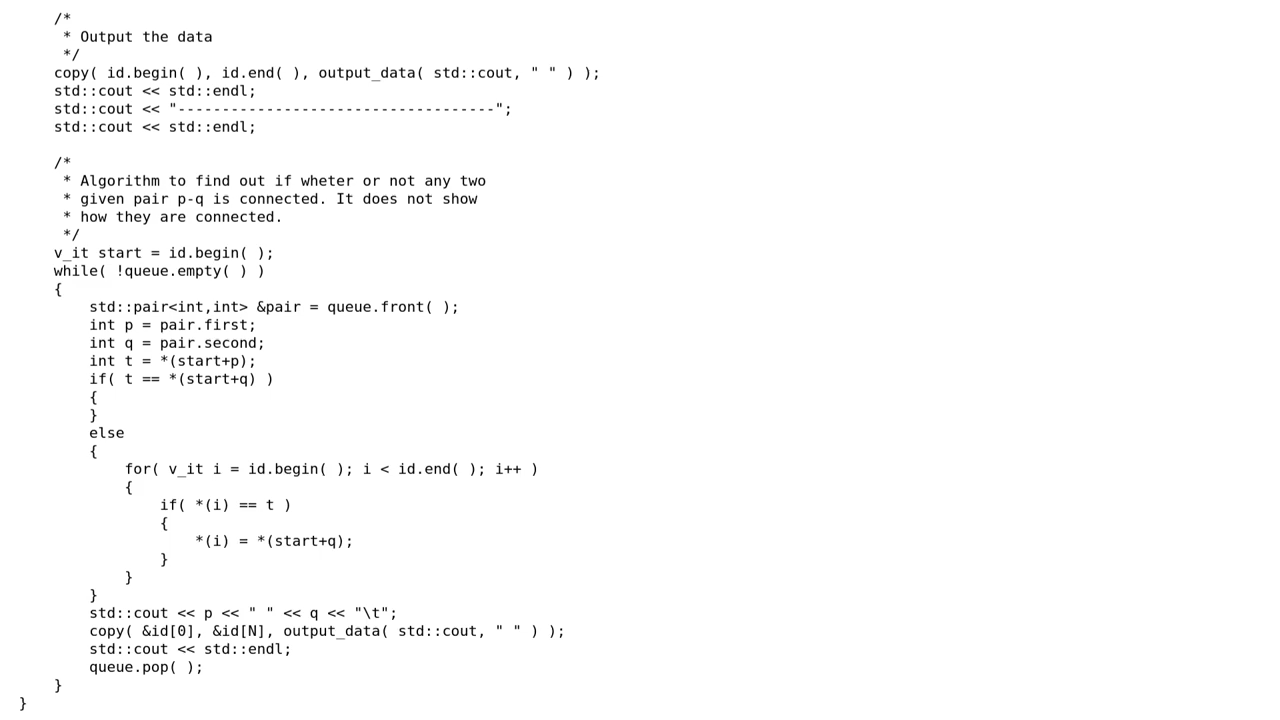 /*
     * Output the data
     */
    copy( id.begin( ), id.end( ), output_data( std::cout, " " ) );
    std::cout << std::endl;
    std::cout << "------------------------------------";
    std::cout << std::endl;

    /*
     * Algorithm to find out if wheter or not any two
     * given pair p-q is connected. It does not show
     * how they are connected.
     */
    v_it start = id.begin( );
    while( !queue.empty( ) )
    {
        std::pair<int,int> &pair = queue.front( );
        int p = pair.first;
        int q = pair.second;
        int t = *(start+p);
        if( t == *(start+q) )
        {
        }
        else
        {
            for( v_it i = id.begin( ); i < id.end( ); i++ )
            {
                if( *(i) == t )
                {
                    *(i) = *(start+q);
                }
            }
        }
        std::cout << p << " " << q << "\t";
        copy( &id[0], &id[N], output_data( std::cout, " " ) );
        std::cout << std::endl;
        queue.pop( );
    }
}